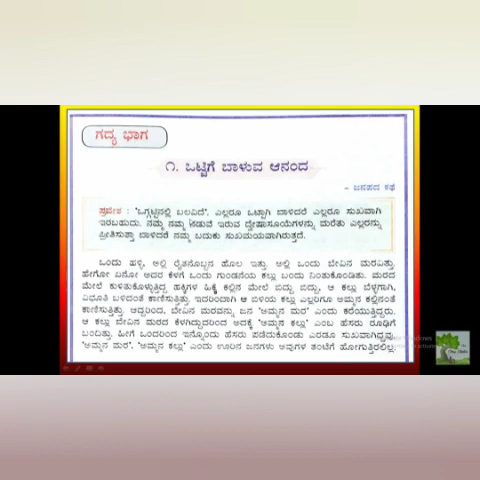 ಗದ್ಯ ಭಾಗ
೧. ಒಟ್ಟಿಗೆ ಬಾಳುವ ಆನಂದ
– ಜನಪದ ಕಥೆ
ಪ್ರವೇಶ : 'ಒಗ್ಗಟ್ಟಿನಲ್ಲಿ ಬಲವಿದೆ'. ಎಲ್ಲರೂ ಒಟ್ಟಾಗಿ ಬಾಳಿದರೆ ಎಲ್ಲರೂ ಸುಖವಾಗಿ
ಇರಬಹುದು. ನಮ್ಮ ನಮ್ಮ ನಡುವೆ ಇರುವ ದ್ವೇಷಾಸೂಯೆಗಳನ್ನು ಮರೆತು ಎಲ್ಲರನ್ನು
ಪ್ರೀತಿಸುತ್ತಾ ಬಾಳಿದರೆ ನಮ್ಮ ಬದುಕು ಸುಖಮಯವಾಗಿರುತ್ತದೆ.
ಒಂದು ಹಳ್ಳಿ, ಅಲ್ಲಿ ರೈತನೊಬ್ಬನ ಹೊಲ ಇತ್ತು. ಅಲ್ಲಿ ಒಂದು ಬೇವಿನ ಮರವಿತ್ತು.
ಹೇಗೋ ಏನೋ ಅದರ ಕೆಳಗೆ ಒಂದು ಗುಂಡನೆಯ ಕಲ್ಲು ಬಂದು ನಿಂತುಕೊಂಡಿತು. ಮರದ
ಮೇಲೆ ಕುಳಿತುಕೊಳ್ಳುತ್ತಿದ್ದ ಹಕ್ಕಿಗಳ ಹಿಕ್ಕೆ ಕಲ್ಲಿನ ಮೇಲೆ ಬಿದ್ದು ಬಿದ್ದು, ಆ ಕಲ್ಲು ಬೆಳ್ಳಗಾಗಿ,
ವಿಭೂತಿ ಬಳಿದಂತೆ ಕಾಣಿಸುತ್ತಿತ್ತು. ಇದರಿಂದಾಗಿ ಆ ಬಿಳಿಯ ಕಲ್ಲು ಎಲ್ಲರಿಗೂ ಅಮ್ಮನ ಕಲ್ಲಿನಂತೆ
ಕಾಣಿಸುತ್ತಿತ್ತು. ಆದ್ದರಿಂದ, ಬೇವಿನ ಮರವನ್ನು ಜನ 'ಅಮ್ಮನ ಮರ' ಎಂದು ಕರೆಯುತ್ತಿದ್ದರು.
ಆ ಕಲ್ಲು ಬೇವಿನ ಮರದ ಕೆಳಗಿದ್ದುದರಿಂದ ಅದಕ್ಕೆ 'ಅಮ್ಮನ ಕಲ್ಲು' ಎಂಬ ಹೆಸರು ರೂಢಿಗೆ
ಬಂದಿತ್ತು. ಹೀಗೆ ಒಂದರಿಂದ ಇನ್ನೊಂದು ಹೆಸರು ಪಡೆದುಕೊಂಡು ಎರಡೂ ಸುಖವಾಗಿದ್ದವು.
'ಅಮ್ಮನ ಮರ', 'ಅಮ್ಮನ ಕಲ್ಲು' ಎಂದು ಊರಿನ ಜನಗಳು ಅವುಗಳ ತಂಟೆಗೆ ಹೋಗುತ್ತಿರಲಿಲ್ಲ.